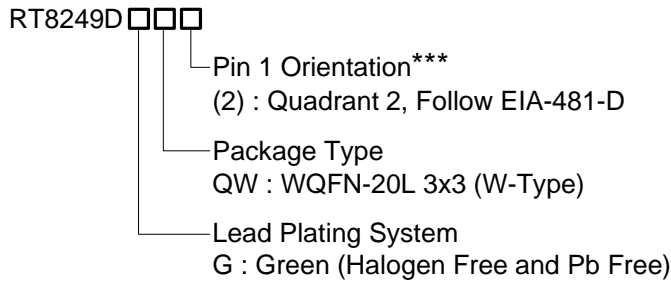 RT8249D□□□
Pin 1 Orientation***
(2) : Quadrant 2, Follow EIA-481-D
Package Type
QW : WQFN-20L 3x3 (W-Type)
Lead Plating System
G : Green (Halogen Free and Pb Free)